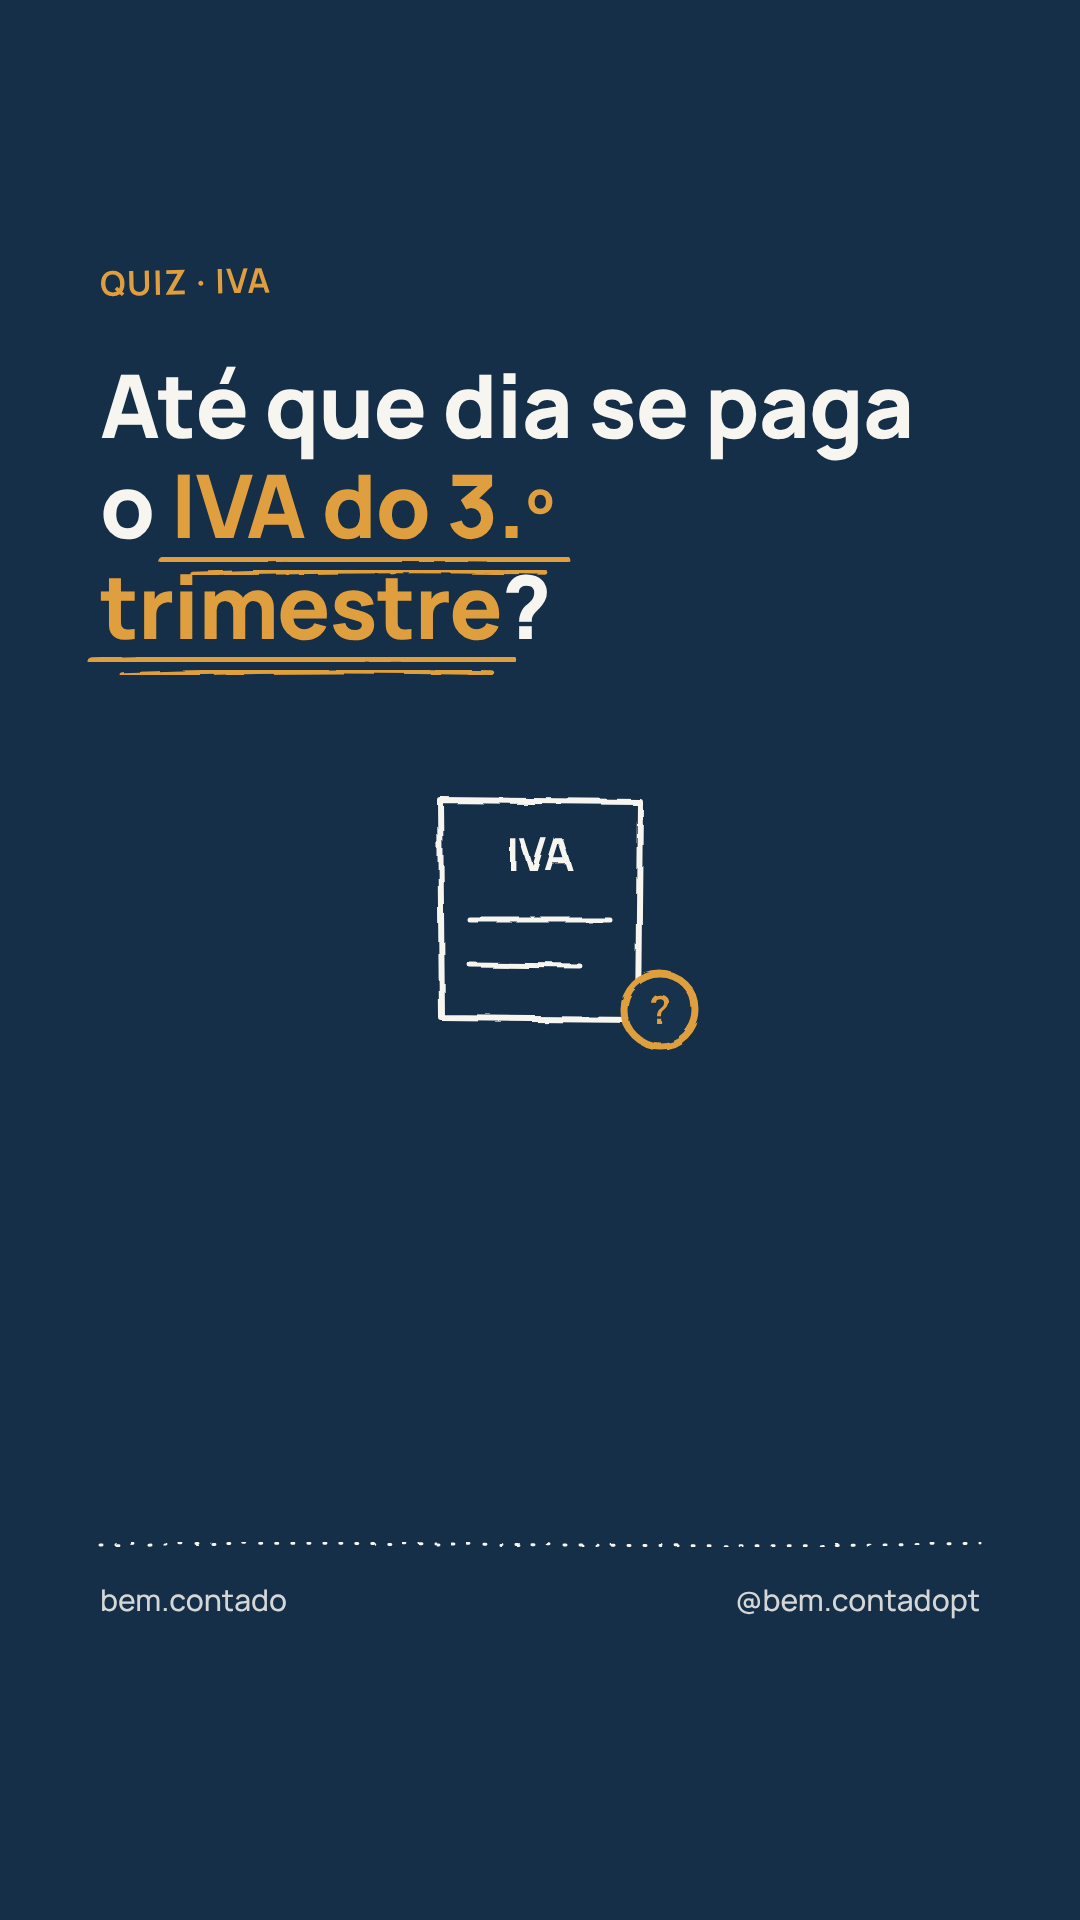 QUIZ · IVA
Até que dia se paga
o IVA do 3.º
trimestre?
IVA
?
bem.contado
@bem.contadopt